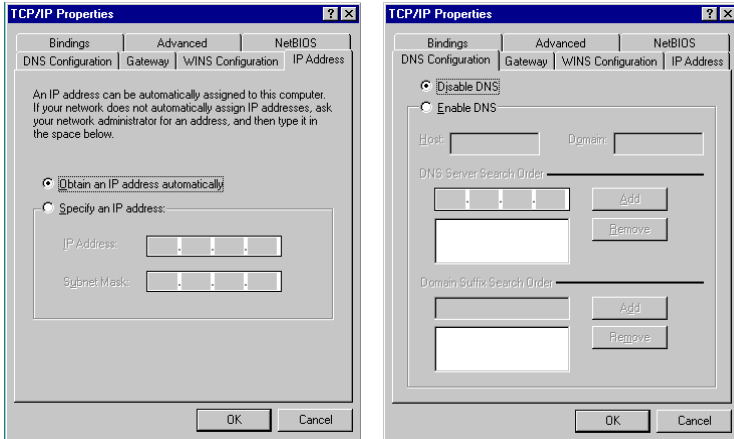 TCP/IP Properties
Bindings Advanced NetBIOS
DNS Configuration Gateway WINS Configuration IP Address
An IP address can be automatically assigned to this computer.
If your network does not automatically assign IP addresses, ask
your network administrator for an address, and then type it in
the space below.
Obtain an IP address automatically
Specify an IP address:
IP Address:
Subnet Mask:
OK Cancel
TCP/IP Properties
Bindings Advanced NetBIOS
DNS Configuration Gateway WINS Configuration IP Address
Disable DNS
Enable DNS
Host: Domain:
DNS Server Search Order
Add
Remove
Domain Suffix Search Order
Add
Remove
OK Cancel